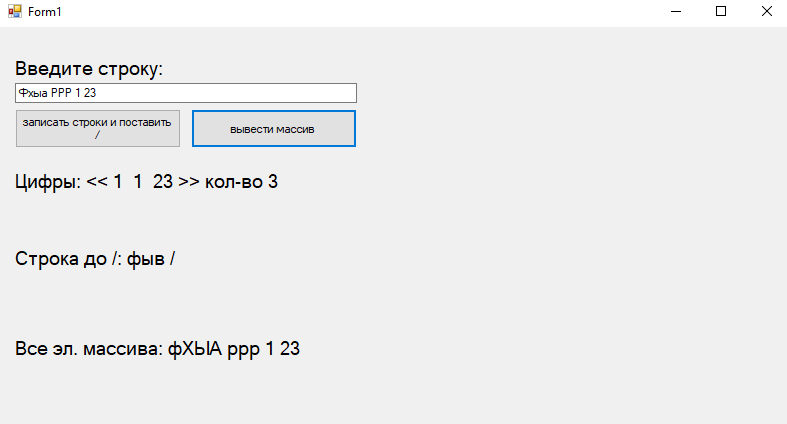 Form1
Введите строку:
Фхыа РРР 1 23
записать строки и поставить
/
вывести массив
Цифры: << 1  1  23 >> кол-во 3
Строка до /: фыв /
Все эл. массива: фХЫА ррр 1 23